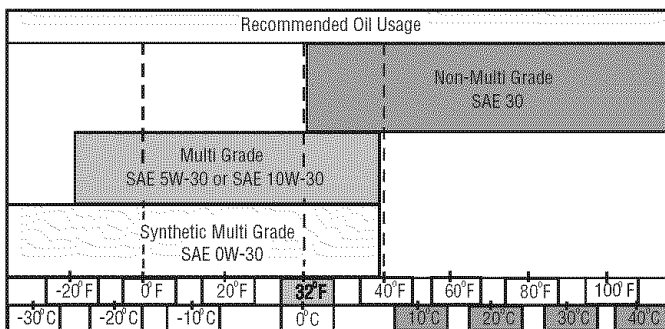 Recommended Oil Usage
Non-Multi Grade
SAE 30
Multi Grade
SAE 5W-30 or SAE 10W-30
Synthetic Multi Grade
SAE 0W-30
-20°F 0°F 20°F 32°F 40°F 60°F 80°F 100°F
-30°C -20°C -10°C 0°C 10°C 20°C 30°C 40°C